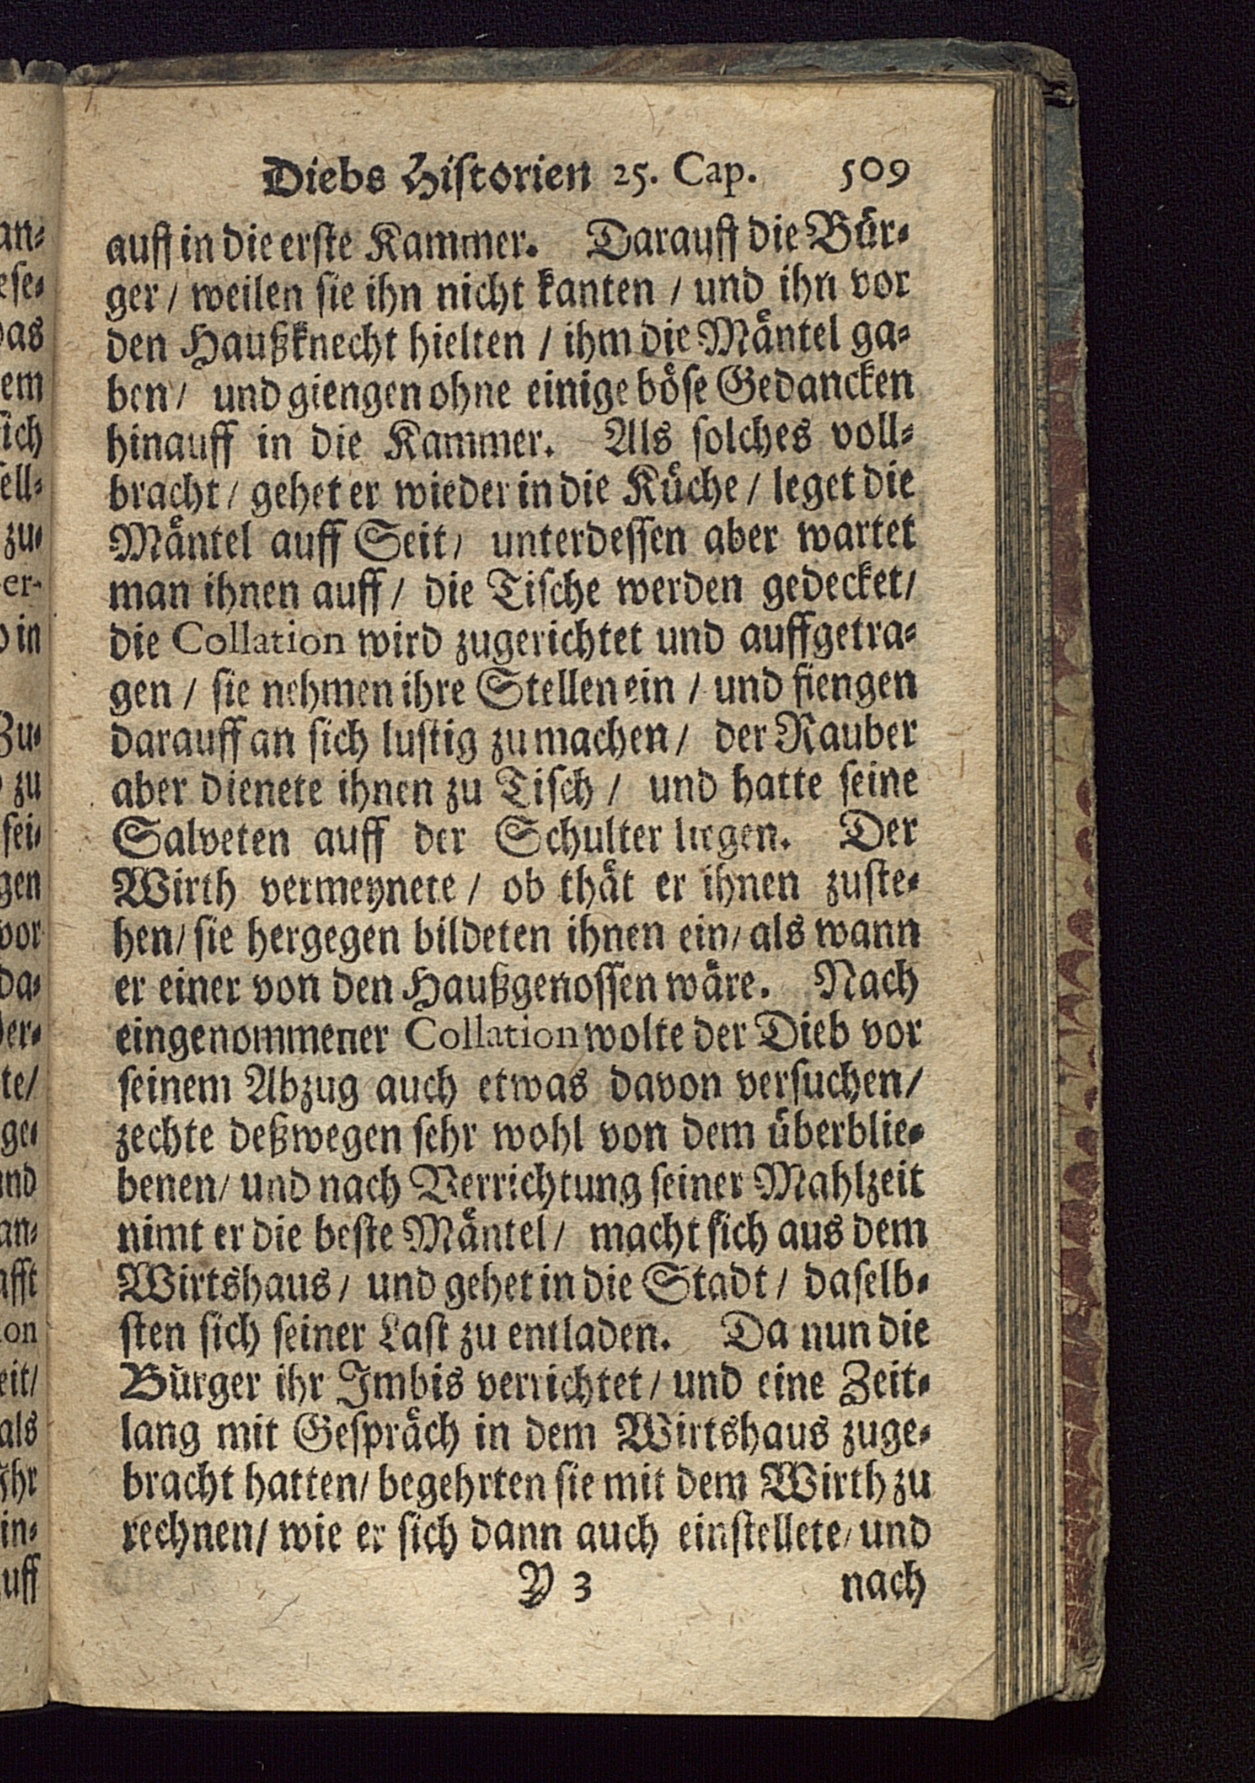 Diebs Historien 25. Cap. 509
auff in die erste Kammer. Darauff die Bür-
ger / weilen sie ihn nicht kanten / und ihn vor
den Haußknecht hielten / ihm die Mäntel ga-
ben / und giengen ohne einige böse Gedancken
hinauff in die Kammer. Als solches voll-
bracht / gehet er wieder in die Küche / leget die
Mäntel auff Seit / unterdessen aber wartet
man ihnen auff / die Tische werden gedecket /
die Collation wird zugerichtet und auffgetra-
gen / sie nehmen ihre Stellen ein / und fiengen
darauff an sich lustig zu machen / der Rauber
aber dienete ihnen zu Tisch / und hatte seine
Salveten auff der Schulter liegen. Der
Wirth vermeynete / ob thät er ihnen zuste-
hen / sie hergegen bildeten ihnen ein / als wann
er einer von den Haußgenossen wäre. Nach
eingenommener Collation wolte der Dieb vor
seinem Abzug auch etwas davon versuchen /
zechte deßwegen sehr wohl von dem überblie-
benen / und nach Verrichtung seiner Mahlzeit
nimt er die beste Mäntel / macht sich aus dem
Wirtshaus / und gehet in die Stadt / daselb-
sten sich seiner Last zu entladen. Da nun die
Bürger ihr Imbis verrichtet / und eine Zeit-
lang mit Gespräch in dem Wirtshaus zuge-
bracht hatten / begehrten sie mit dem Wirth zu
rechnen / wie er sich dann auch einstellete / und
Y 3 nach